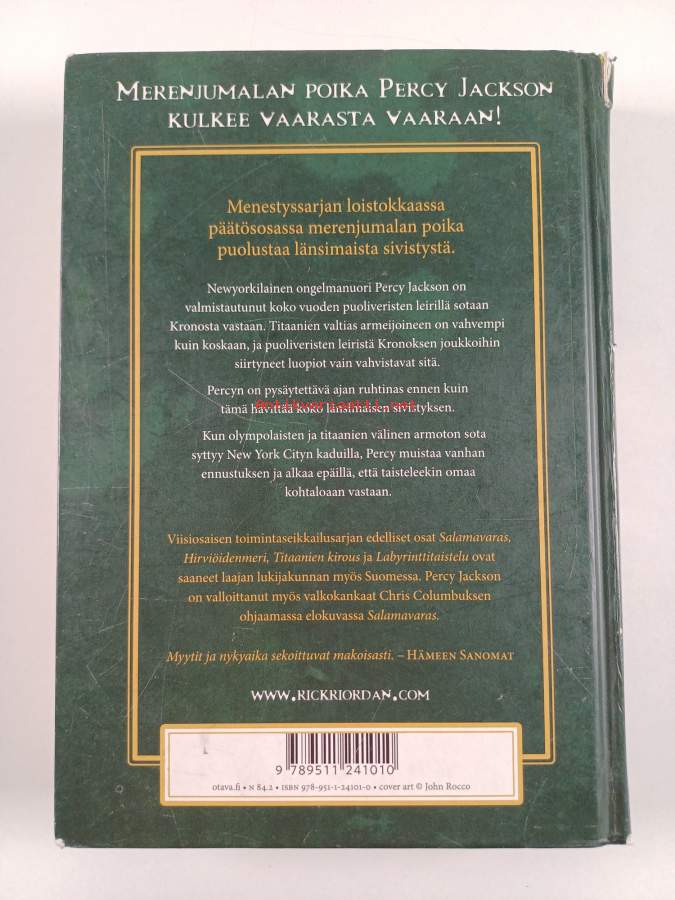 Merenjumalan poika Percy Jackson
kulkee vaarasta vaaraan!
Menestyssarjan loistokkaassa
päätösosassa merenjumalan poika
puolustaa länsimaista sivistystä.
Newyorkilainen ongelmanuori Percy Jackson on
valmistautunut koko vuoden puoliveristen leirillä sotaan
Kronosta vastaan. Titaanien valtias armeijoineen on vahvempi
kuin koskaan, ja puoliveristen leiristä Kronoksen joukkoihin
siirtyneet luopiot vain vahvistavat sitä.
Percyn on pysäytettävä ajan ruhtinas ennen kuin
Antikvariaatti.net
tämä hävittää koko länsimaisen sivistyksen.
Kun olympolaisten ja titaanien välinen armoton sota
syttyy New York Cityn kaduilla, Percy muistaa vanhan
ennustuksen ja alkaa epäillä, että taisteleekin omaa
kohtaloaan vastaan.
Viisiosaisen toimintaseikkailusarjan edelliset osat Salamavaras,
Hirviöidenmeri, Titaanien kirous ja Labyrinttitaistelu ovat
saaneet laajan lukijakunnan myös Suomessa. Percy Jackson
on valloittanut myös valkokankaat Chris Columbuksen
ohjaamassa elokuvassa Salamavaras.
Myytit ja nykyaika sekoittuvat makoisasti. – Hämeen Sanomat
www.rickriordan.com
9 789511 241010
otava.fi • N 84.2 • ISBN 978-951-1-24101-0 • cover art © John Rocco